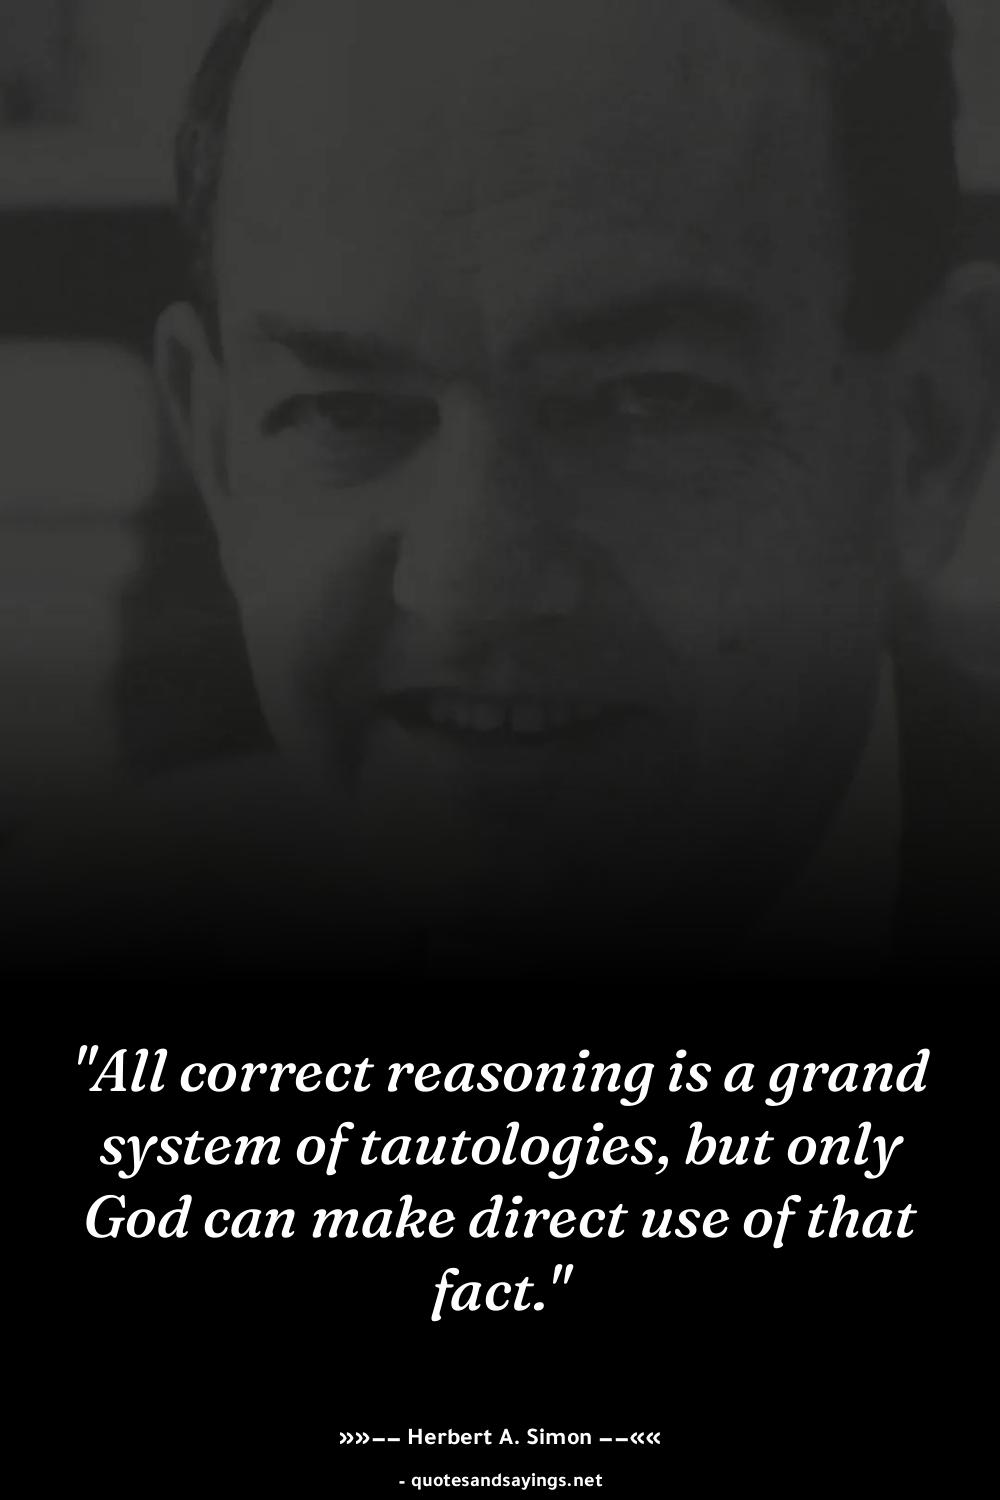 "All correct reasoning is a grand
system of tautologies, but only
God can make direct use of that
fact."
»»−− Herbert A. Simon −−««
- quotesandsayings.net